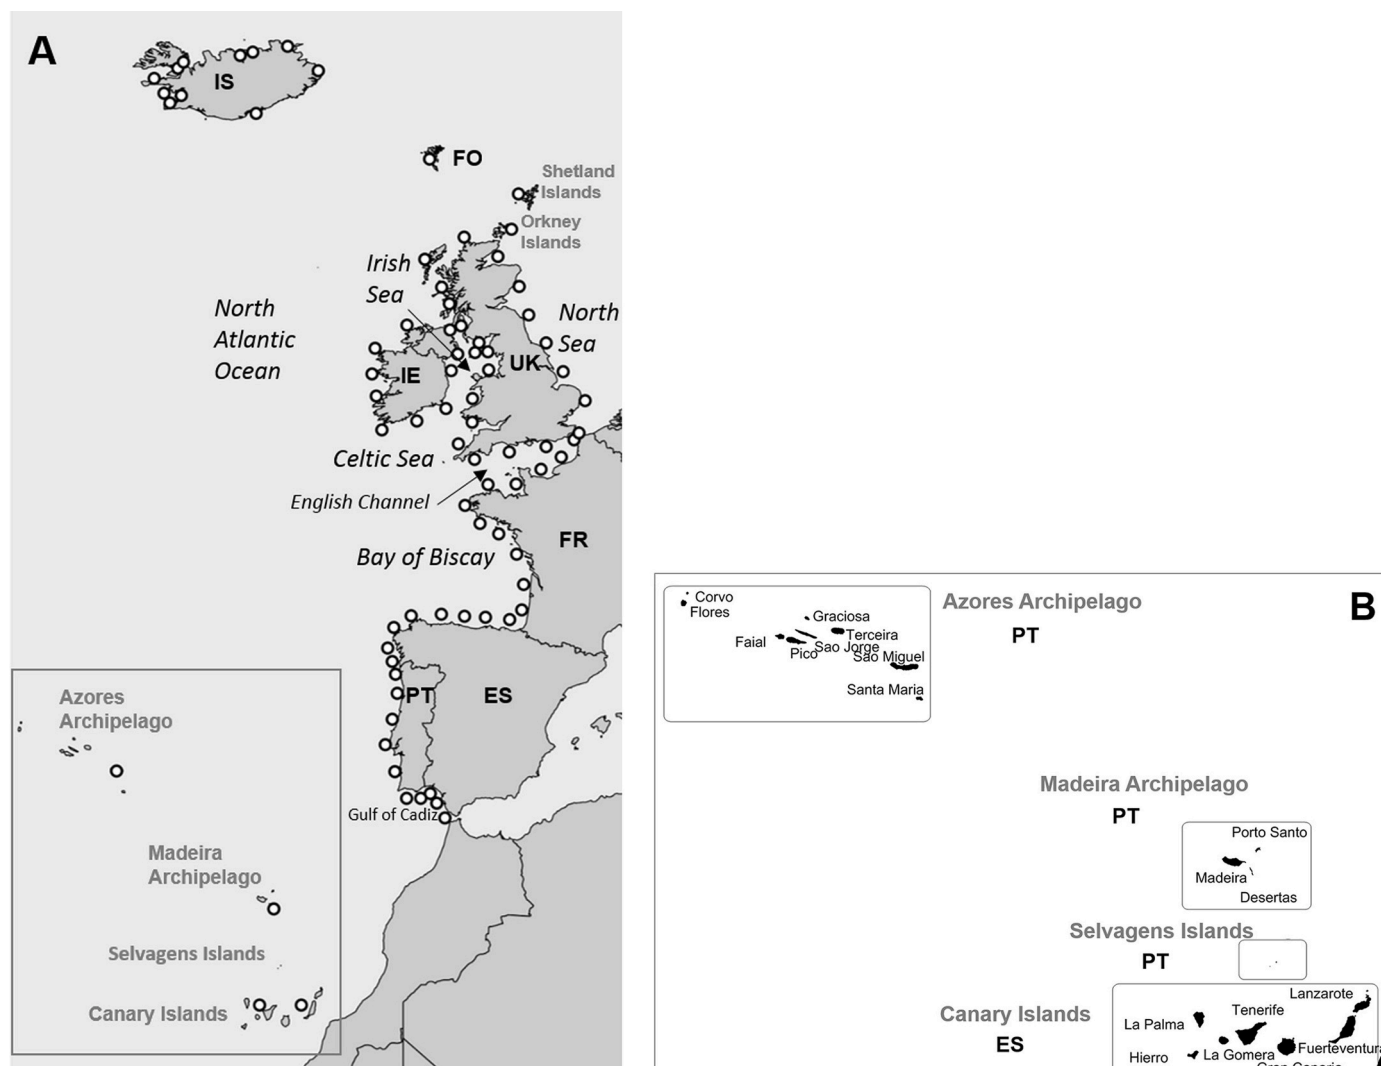 A
IS
FO
Shetland
Islands
Orkney
Islands
Irish
Sea
North
Atlantic
Ocean
North
Sea
UK
IE
Celtic Sea
English Channel
FR
Bay of Biscay
PT
ES
Azores
Archipelago
Gulf of Cadiz
Madeira
Archipelago
Selvagens Islands
Canary Islands
B
Corvo
Flores
Graciosa
Faial
Terceira
Pico
Sao Jorge
Sao Miguel
Santa Maria
Azores Archipelago
PT
Madeira Archipelago
PT
Porto Santo
Madeira
Desertas
Selvagens Islands
PT
Canary Islands
ES
Lanzarote
La Palma
Tenerife
Fuerteventura
Hierro
La Gomera
Gran Canaria